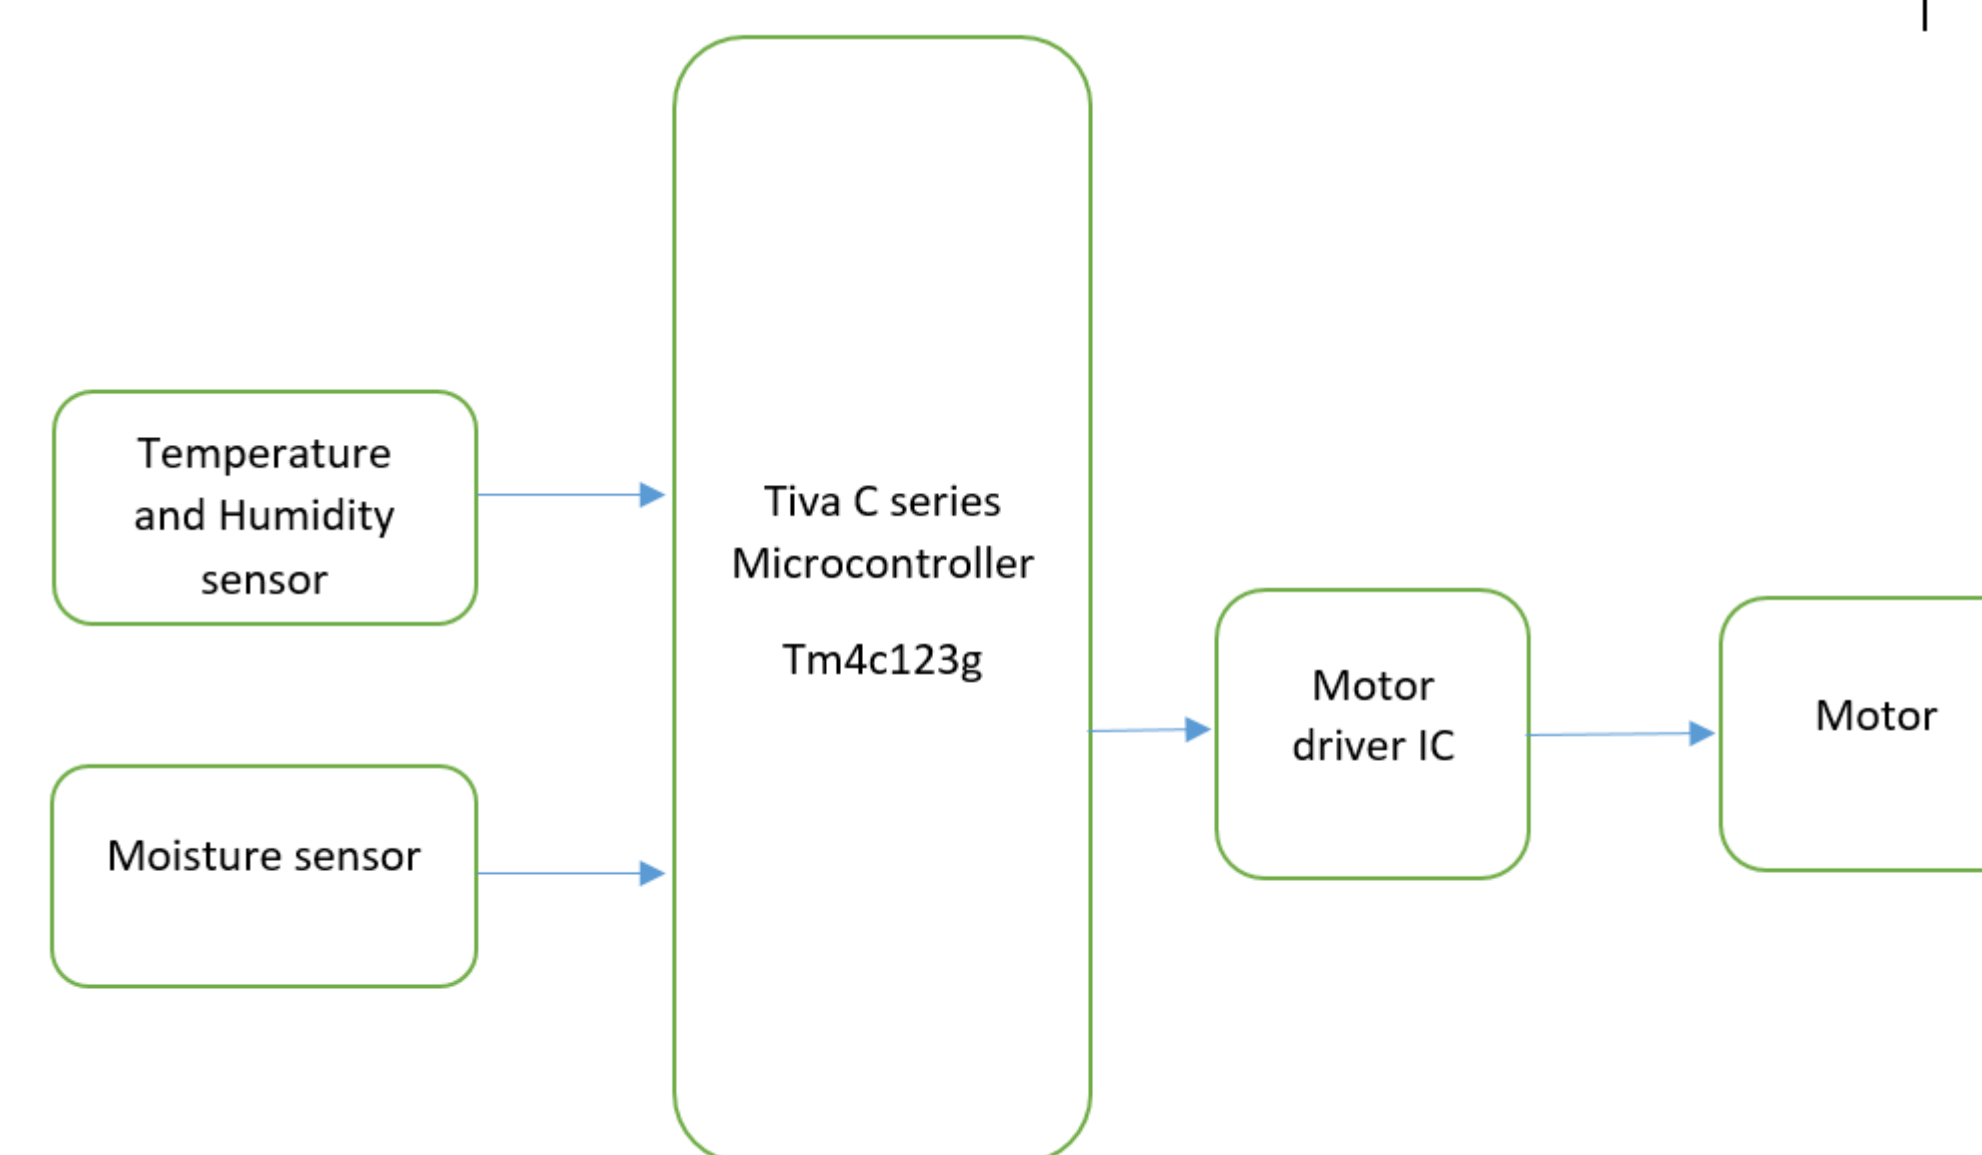 Temperature
and Humidity
sensor
Moisture sensor
Tiva C series
Microcontroller
Tm4c123g
Motor
driver IC
Motor